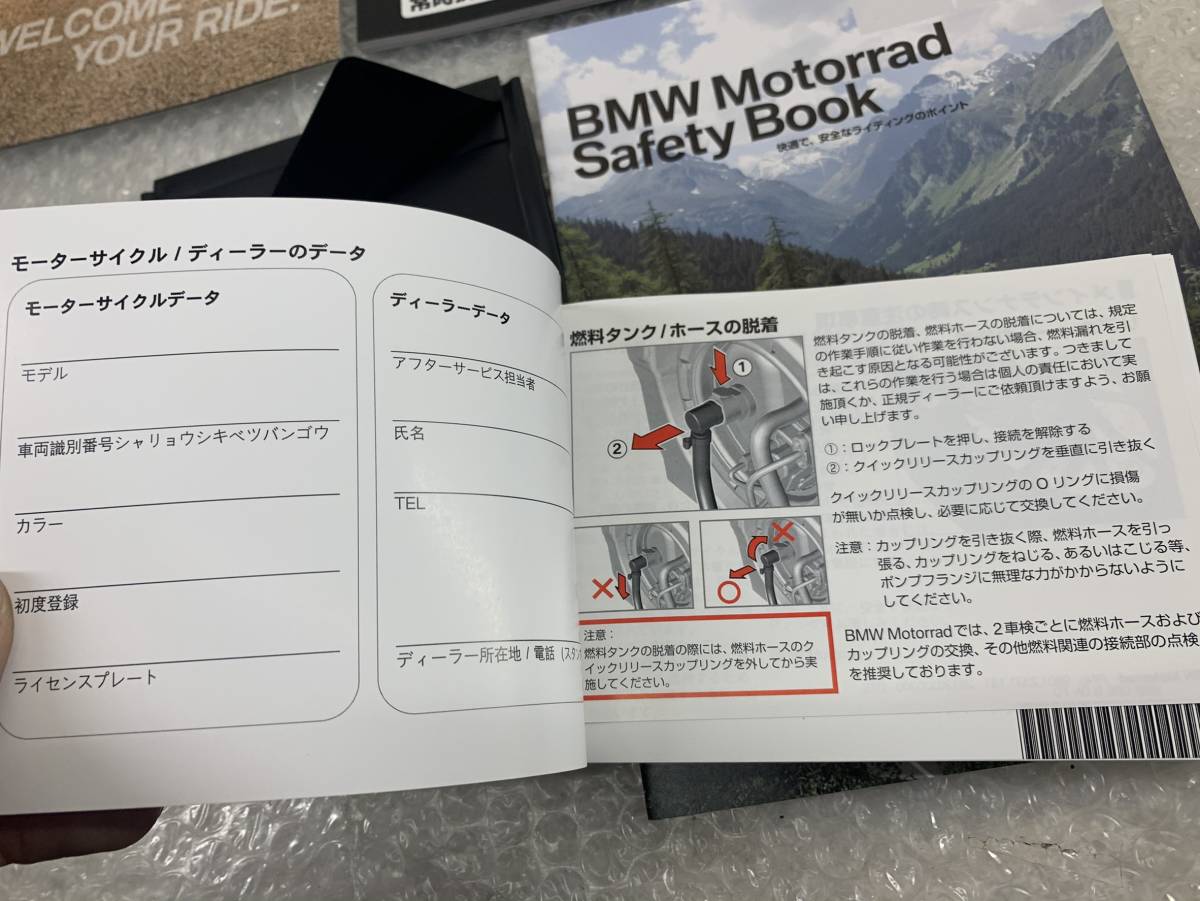 WELCOME
YOUR RIDE.
BMW Motorrad
Safety Book
快適で、安全なライディングのポイント
モーターサイクル / ディーラーのデータ
モーターサイクルデータ
モデル
車両識別番号シャリョウシキベツバンゴウ
カラー
初度登録
ライセンスプレート
ディーラーデータ
アフターサービス担当者
氏名
TEL
ディーラー所在地 / 電話 (スタン
燃料タンク/ホースの脱着
①
②
注意：
燃料タンクの脱着の際には、燃料ホースのク
イックリリースカップリングを外してから実
施してください。
燃料タンクの脱着、燃料ホースの脱着については、規定
の作業手順に従い作業を行わない場合、燃料漏れを引
き起こす原因となる可能性がございます。つきまして
は、これらの作業を行う場合は個人の責任において実
施頂くか、正規ディーラーにご依頼頂けますよう、お願
い申し上げます。
①：ロックプレートを押し、接続を解除する
②：クイックリリースカップリングを垂直に引き抜く
クイックリリースカップリングの O リングに損傷
が無いか点検し、必要に応じて交換してください。
注意：カップリングを引き抜く際、燃料ホースを引っ
張る、カップリングをねじる、あるいはこじる等、
ポンプフランジに無理な力がかからないように
してください。
BMW Motorradでは、2車検ごとに燃料ホースおよび
カップリングの交換、その他燃料関連の接続部の点検
を推奨しております。